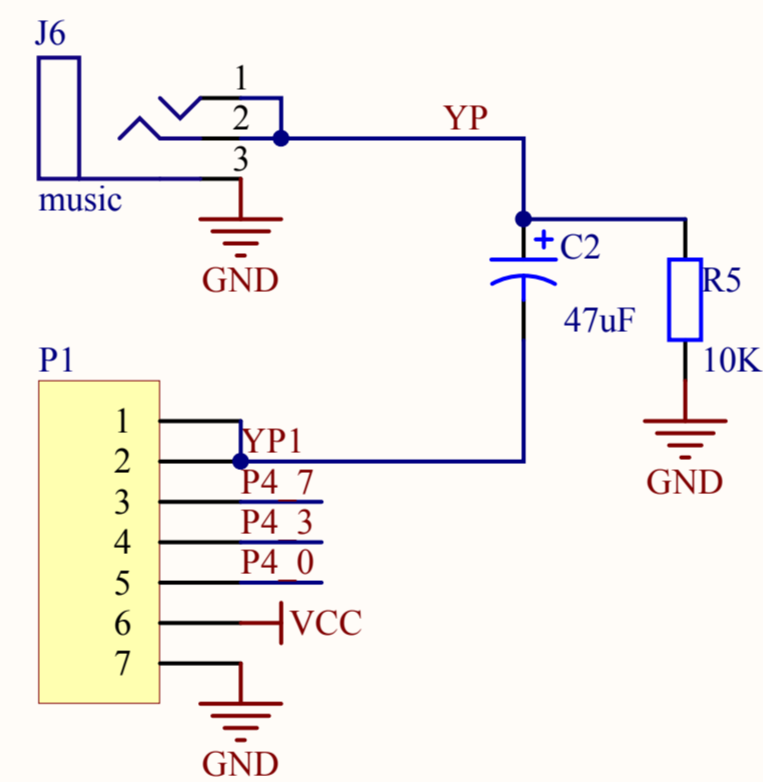 J6
1
2
3
music
GND
YP
+
C2
47uF
R5
10K
GND
P1
1
2
3
4
5
6
7
YP1
P4_7
P4_3
P4_0
VCC
GND